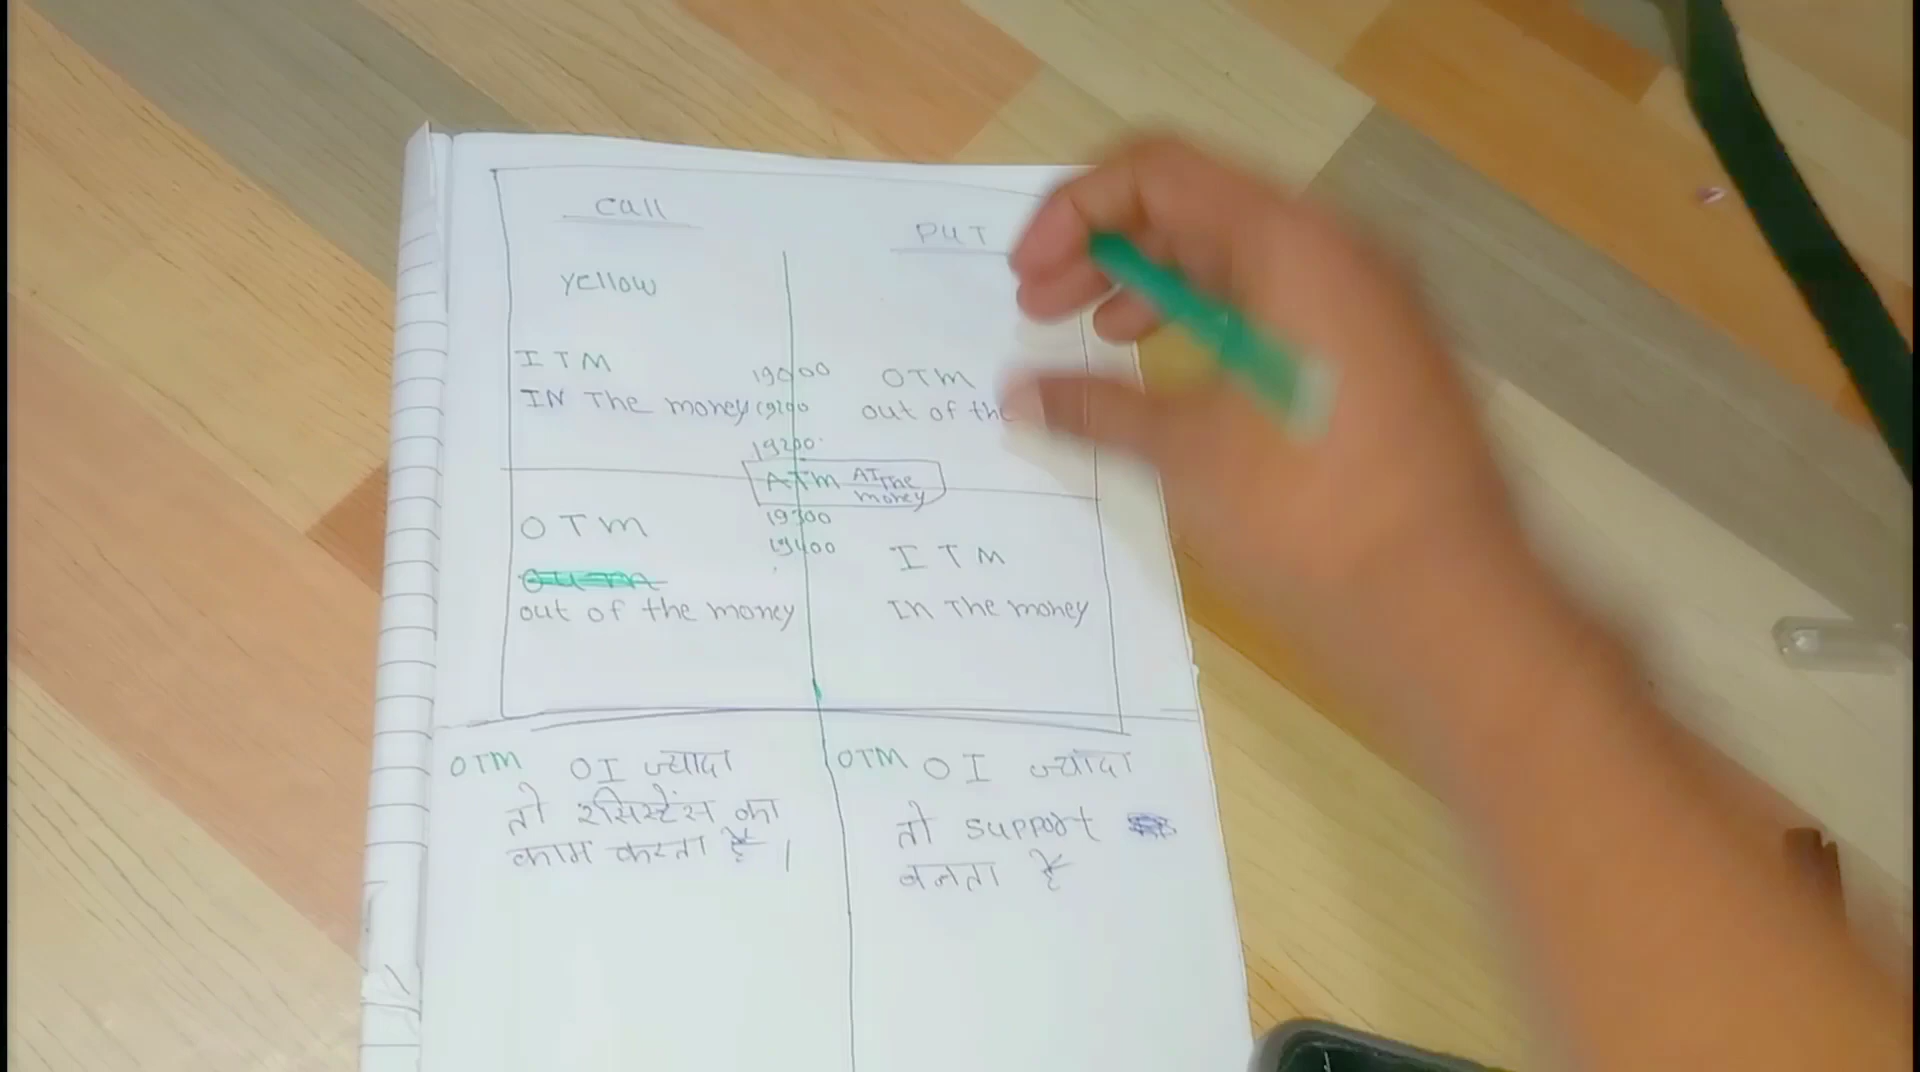 Call
PUT
Yellow
ITM
IN The money
19000
19100
19200
OTM
out of the
ATM AT The
money
19300
19400
OTM
out of the money
ITM
In The money
OTM OI ज्यादा
तो रसिस्टेंस का
काम करता है।
OTM OI ज्यादा
तो support
बनता है